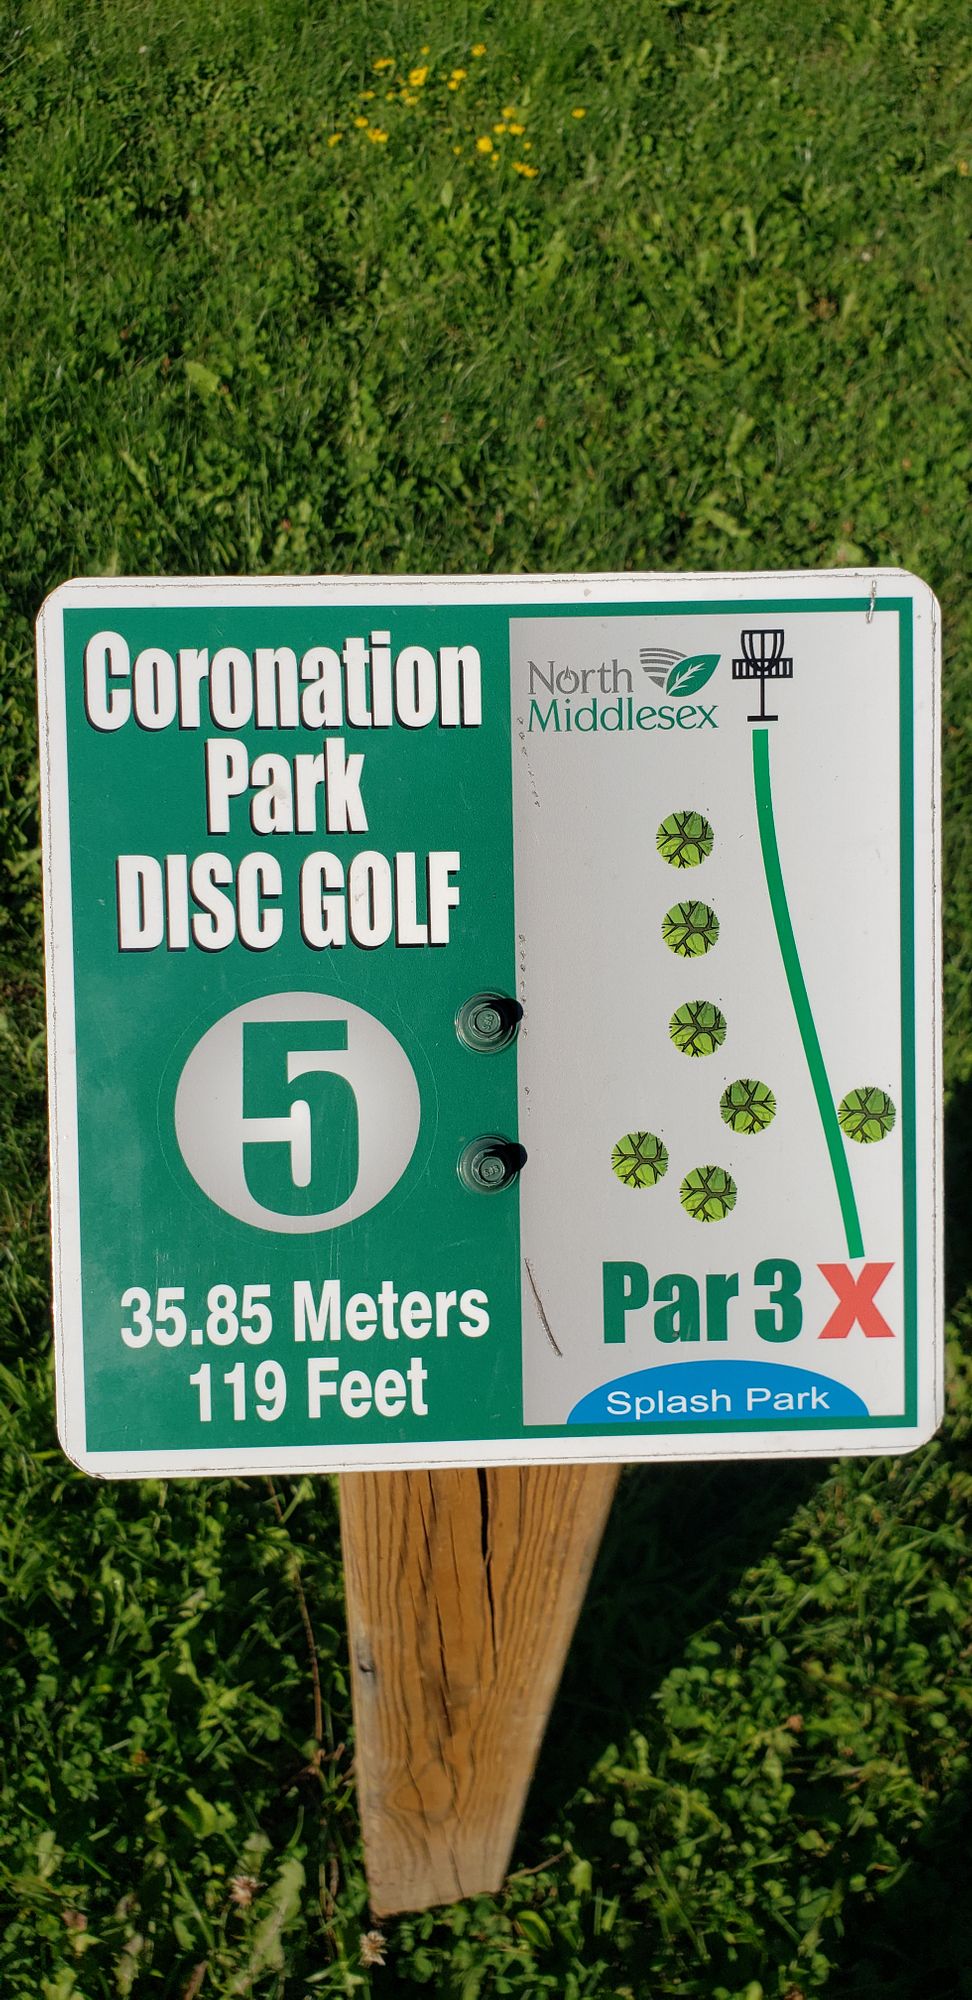 Coronation
Park
DISC GOLF
5
35.85 Meters
119 Feet
North
Middlesex
Par 3 X
Splash Park